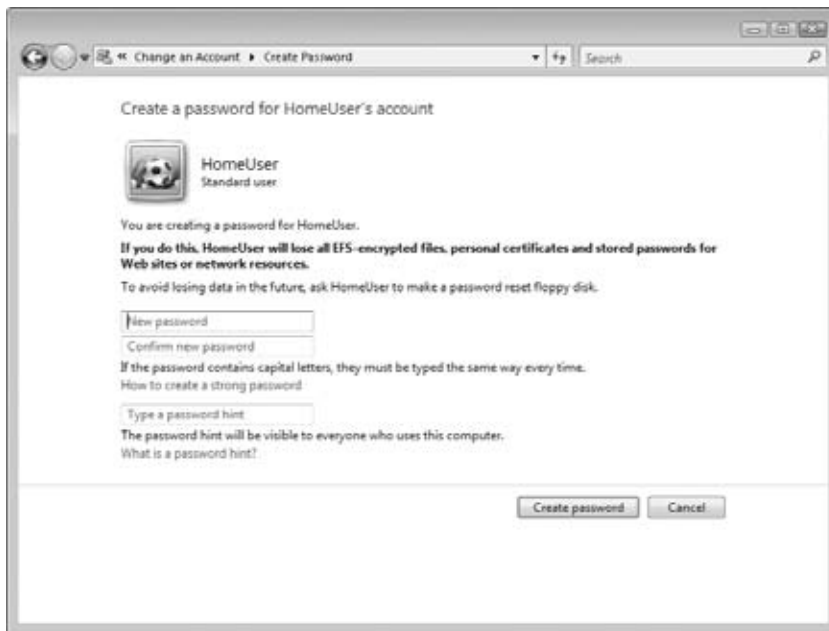 « Change an Account ▸ Create Password
Search
Create a password for HomeUser's account
HomeUser
Standard user
You are creating a password for HomeUser.
If you do this, HomeUser will lose all EFS-encrypted files, personal certificates and stored passwords for
Web sites or network resources.
To avoid losing data in the future, ask HomeUser to make a password reset floppy disk.
New password
Confirm new password
If the password contains capital letters, they must be typed the same way every time.
How to create a strong password
Type a password hint
The password hint will be visible to everyone who uses this computer.
What is a password hint?
Create password
Cancel